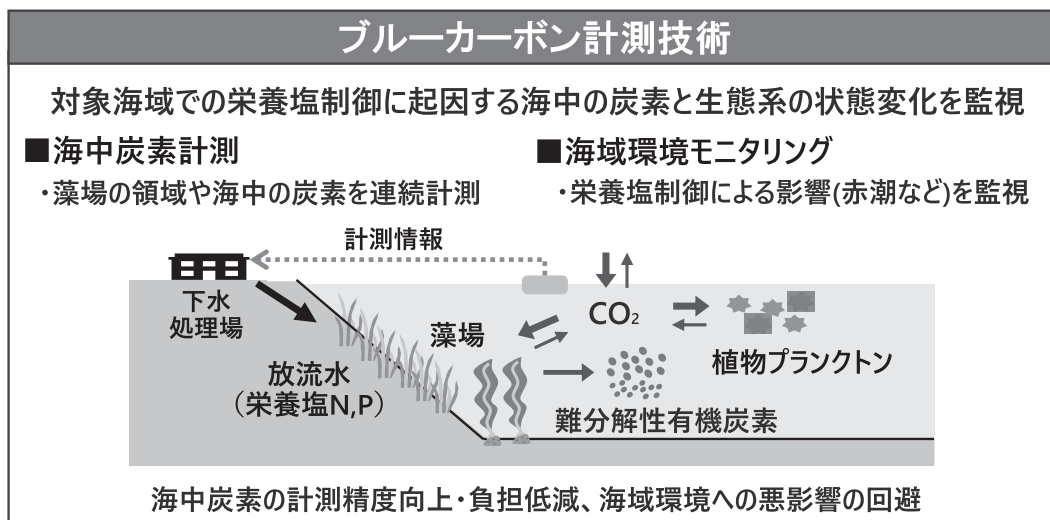 ブルーカーボン計測技術
対象海域での栄養塩制御に起因する海中の炭素と生態系の状態変化を監視
■海中炭素計測
・藻場の領域や海中の炭素を連続計測
■海域環境モニタリング
・栄養塩制御による影響(赤潮など)を監視
計測情報
下水
処理場
放流水
(栄養塩N,P)
藻場
CO₂
植物プランクトン
難分解性有機炭素
海中炭素の計測精度向上・負担低減、海域環境への悪影響の回避